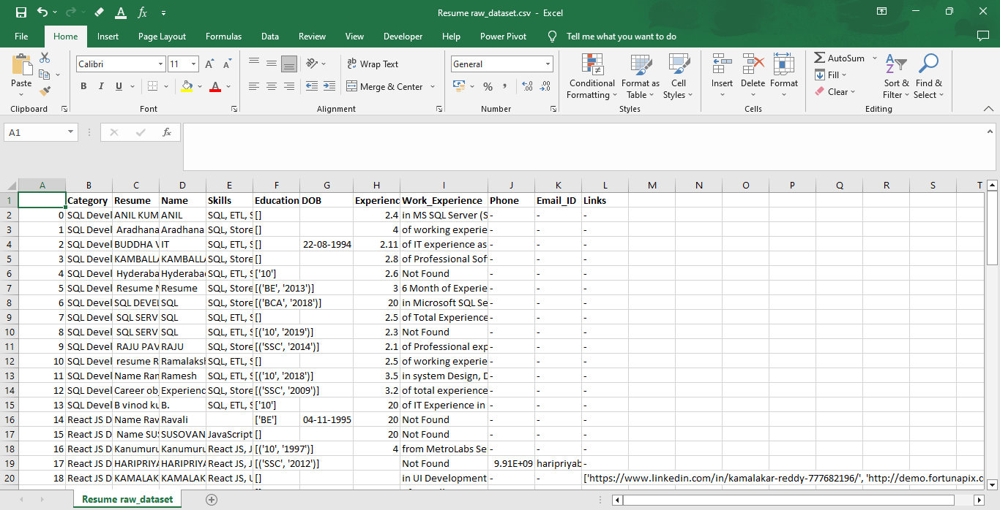 Resume raw_dataset.csv - Excel
File Home Insert Page Layout Formulas Data Review View Developer Help Power Pivot Tell me what you want to do
Calibri 11 Wrap Text General AutoSum
Paste Conditional Formatting Format as Table Cell Styles Insert Delete Format Fill Sort & Filter Find & Select
B I U A Merge & Center % , Clear
Clipboard Font Alignment Number Styles Cells Editing
A1 fx
A B C D E F G H I J K L M N O P Q R S T
1 Category Resume Name Skills Education DOB Experienc Work_Experience Phone Email_ID Links
2 0 SQL Devel ANIL KUM ANIL SQL, ETL, S [] 2.4 in MS SQL Server (S - - -
3 1 SQL Devel Aradhana Aradhana SQL, Store [] 4 of working experie - - -
4 2 SQL Devel BUDDHA V IT SQL, ETL, S [] 22-08-1994 2.11 of IT experience as - - -
5 3 SQL Devel KAMBALLA KAMBALLA SQL, Store [] 2.8 of Professional Sof - - -
6 4 SQL Devel Hyderaba Hyderabad SQL, ETL, S ['10'] 2.6 Not Found - - -
7 5 SQL Devel Resume N Resume SQL, Store [('BE', '2013')] 3 6 Month of Experie - - -
8 6 SQL Devel SQL DEVEL SQL SQL, Store [('BCA', '2018')] 20 in Microsoft SQL Se - - -
9 7 SQL Devel SQL SERV SQL SQL, ETL, S [] 2.5 of Total Experience - - -
10 8 SQL Devel SQL SERV SQL SQL, ETL, S [('10', '2019')] 2.3 Not Found - - -
11 9 SQL Devel RAJU PAV RAJU SQL, Store [('SSC', '2014')] 2.1 of Professional exp - - -
12 10 SQL Devel resume R Ramalaksl SQL, ETL, S [] 2.5 of working experie - - -
13 11 SQL Devel Name Ram Ramesh SQL, ETL, S [('10', '2018')] 3.5 in system Design, D - - -
14 12 SQL Devel Career ob Experienc SQL, Store [('SSC', '2009')] 3.2 of total experience - - -
15 13 SQL Devel B vinod ku B. SQL, ETL, S ['10'] 20 of IT Experience in - - -
16 14 React JS D Name Rav Ravali ['BE'] 04-11-1995 20 Not Found - - -
17 15 React JS D Name SUS SUSOVAN JavaScript [] 20 Not Found - - -
18 16 React JS D Kanumuru Kanumuru React JS, J [('10', '1997')] 4 from MetroLabs Se - - -
19 17 React JS D HARIPRIYA HARIPRIYA React JS, J [('SSC', '2012')] Not Found 9.91E+09 haripriyab -
20 18 React JS D KAMALAK KAMALAK React JS, U [] in UI Development - - ['https://www.linkedin.com/in/kamalakar-reddy-777682196/', 'http://demo.fortunapix.c
Resume raw_dataset